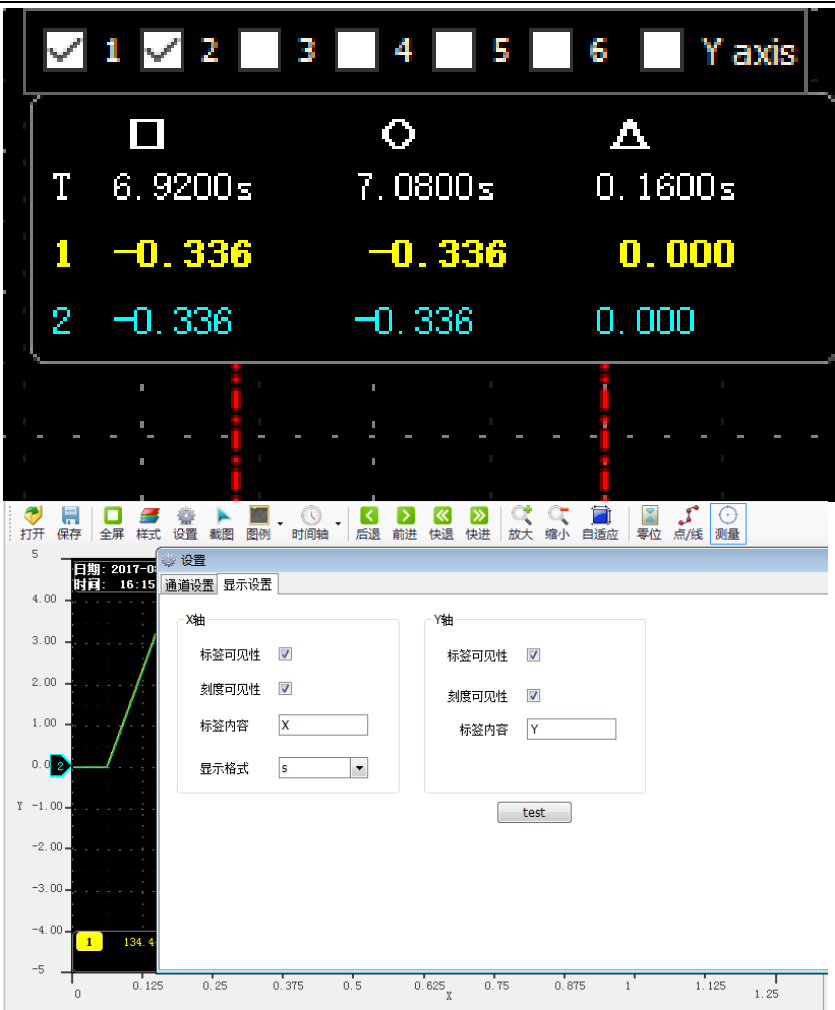 1 2 3 4 5 6 Y axis
T 6.9200s 7.0800s 0.1600s
1 -0.336 -0.336 0.000
2 -0.336 -0.336 0.000
打开 保存 全屏 样式 设置 截图 图例 时间轴 后退 前进 快退 快进 放大 缩小 自适应 零位 点/线 测量
设置
通道设置 显示设置
日期: 2017-0
时间: 16:15
X轴
标签可见性
刻度可见性
标签内容 X
显示格式 s
Y轴
标签可见性
刻度可见性
标签内容 Y
test
5
4.00
3.00
2.00
1.00
0.0
2
Y -1.00
-2.00
-3.00
-4.00
-5
1 134.4
0 0.125 0.25 0.375 0.5 0.625 0.75 0.875 1 1.125 1.25
X